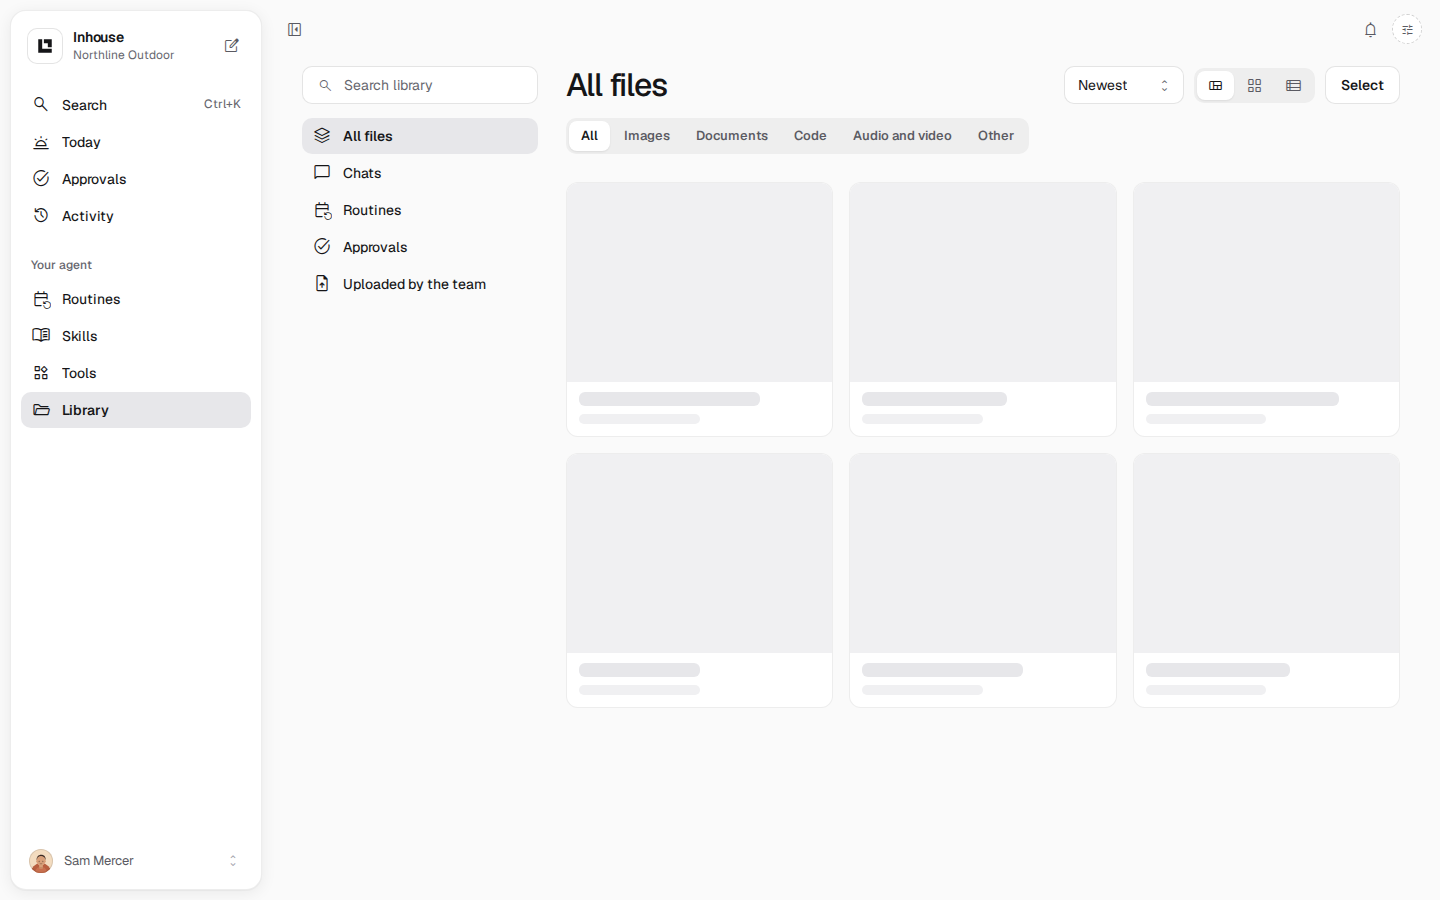 Inhouse
Northline Outdoor
Search Ctrl+K
Today
Approvals
Activity
Your agent
Routines
Skills
Tools
Library
Sam Mercer
Search library
All files
Chats
Routines
Approvals
Uploaded by the team
All files
Newest
Select
All Images Documents Code Audio and video Other